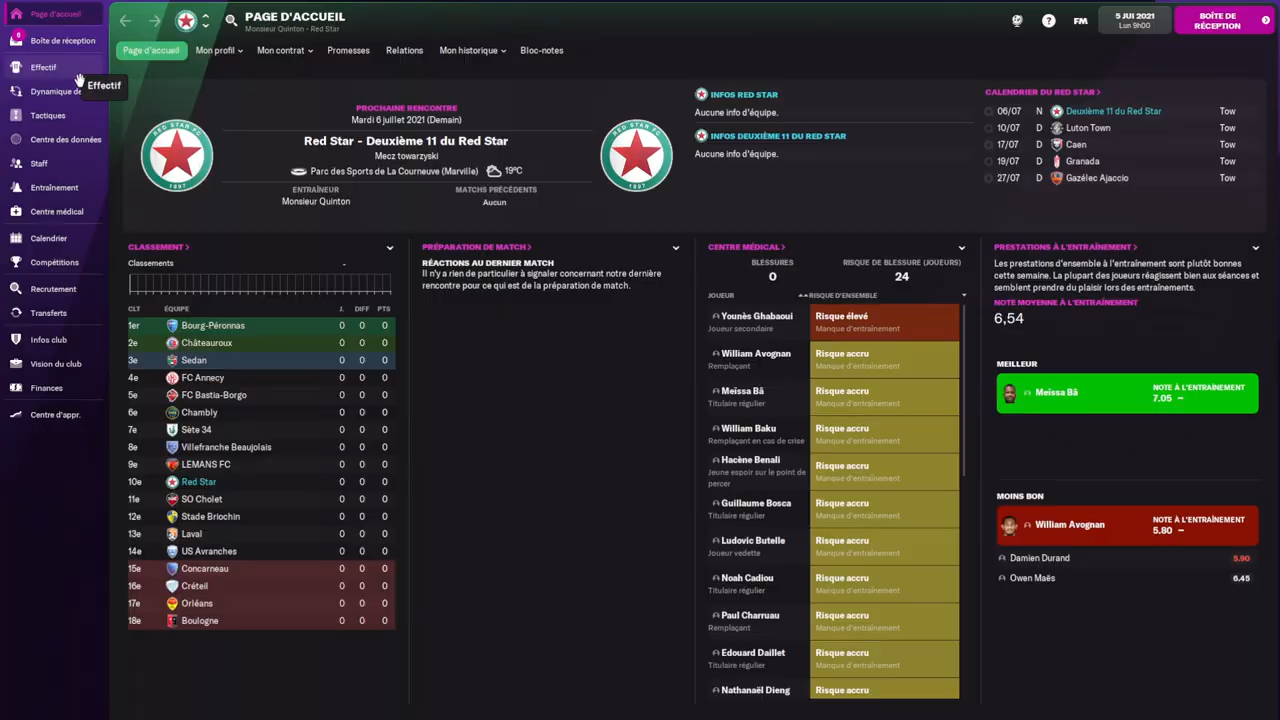 Page d'accueil
6
Boîte de réception
Effectif
Effectif
Dynamique de
Tactiques
Centre des données
Staff
Entraînement
Centre médical
Calendrier
Compétitions
Recrutement
Transferts
Infos club
Vision du club
Finances
Centre d'appr.
PAGE D'ACCUEIL
Monsieur Quinton - Red Star
?
FM
5 JUI 2021
Lun 9h00
BOÎTE DE RÉCEPTION
Page d'accueil
Mon profil
Mon contrat
Promesses
Relations
Mon historique
Bloc-notes
RED STAR FC
1897
PROCHAINE RENCONTRE
Mardi 6 juillet 2021 (Demain)
Red Star - Deuxième 11 du Red Star
Mecz towarzyski
Parc des Sports de La Courneuve (Marville) 19°C
ENTRAÎNEUR
Monsieur Quinton
MATCHS PRÉCÉDENTS
Aucun
RED STAR FC
1897
INFOS RED STAR
Aucune info d'équipe.
INFOS DEUXIÈME 11 DU RED STAR
Aucune info d'équipe.
CALENDRIER DU RED STAR >
06/07 N Deuxième 11 du Red Star Tow
10/07 D Luton Town Tow
17/07 D Caen Tow
19/07 D Granada Tow
27/07 D Gazélec Ajaccio Tow
CLASSEMENT >
Classements -
CLT ÉQUIPE J. DIFF PTS
1er Bourg-Péronnas 0 0 0
2e Châteauroux 0 0 0
3e Sedan 0 0 0
4e FC Annecy 0 0 0
5e FC Bastia-Borgo 0 0 0
6e Chambly 0 0 0
7e Sète 34 0 0 0
8e Villefranche Beaujolais 0 0 0
9e LEMANS FC 0 0 0
10e Red Star 0 0 0
11e SO Cholet 0 0 0
12e Stade Briochin 0 0 0
13e Laval 0 0 0
14e US Avranches 0 0 0
15e Concarneau 0 0 0
16e Créteil 0 0 0
17e Orléans 0 0 0
18e Boulogne 0 0 0
PRÉPARATION DE MATCH >
RÉACTIONS AU DERNIER MATCH
Il n'y a rien de particulier à signaler concernant notre dernière
rencontre pour ce qui est de la préparation de match.
CENTRE MÉDICAL >
BLESSURES
0
RISQUE DE BLESSURE (JOUEURS)
24
JOUEUR RISQUE D'ENSEMBLE
Younès Ghabaoui Risque élevé
Joueur secondaire Manque d'entraînement
William Avognan Risque accru
Remplaçant Manque d'entraînement
Meïssa Bâ Risque accru
Titulaire régulier Manque d'entraînement
William Baku Risque accru
Remplaçant en cas de crise Manque d'entraînement
Hacène Benali Risque accru
Jeune espoir sur le point de Manque d'entraînement
percer
Guillaume Bosca Risque accru
Titulaire régulier Manque d'entraînement
Ludovic Butelle Risque accru
Joueur vedette Manque d'entraînement
Noah Cadiou Risque accru
Titulaire régulier Manque d'entraînement
Paul Charruau Risque accru
Remplaçant Manque d'entraînement
Edouard Daillet Risque accru
Titulaire régulier Manque d'entraînement
Nathanaël Dieng Risque accru
PRESTATIONS À L'ENTRAÎNEMENT >
Les prestations d'ensemble à l'entraînement sont plutôt bonnes
cette semaine. La plupart des joueurs réagissent bien aux séances et
semblent prendre du plaisir lors des entraînements.
NOTE MOYENNE À L'ENTRAÎNEMENT
6,54
MEILLEUR
Meïssa Bâ
NOTE À L'ENTRAÎNEMENT
7.05 -
MOINS BON
William Avognan
NOTE À L'ENTRAÎNEMENT
5.80 -
Damien Durand 5.90
Owen Maës 6.45